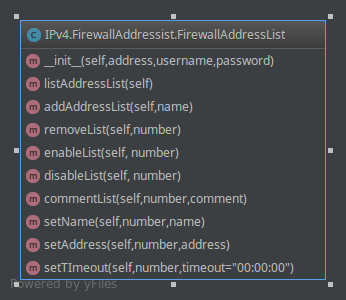 C IPv4.FirewallAddressist.FirewallAddressList
m __init__(self,address,username,password)
m listAddressList(self)
m addAddressList(self,name)
m removeList(self,number)
m enableList(self, number)
m disableList(self, number)
m commentList(self,number,comment)
m setName(self,number,name)
m setAddress(self,number,address)
m setTImeout(self,number,timeout="00:00:00")
Powered by yFiles